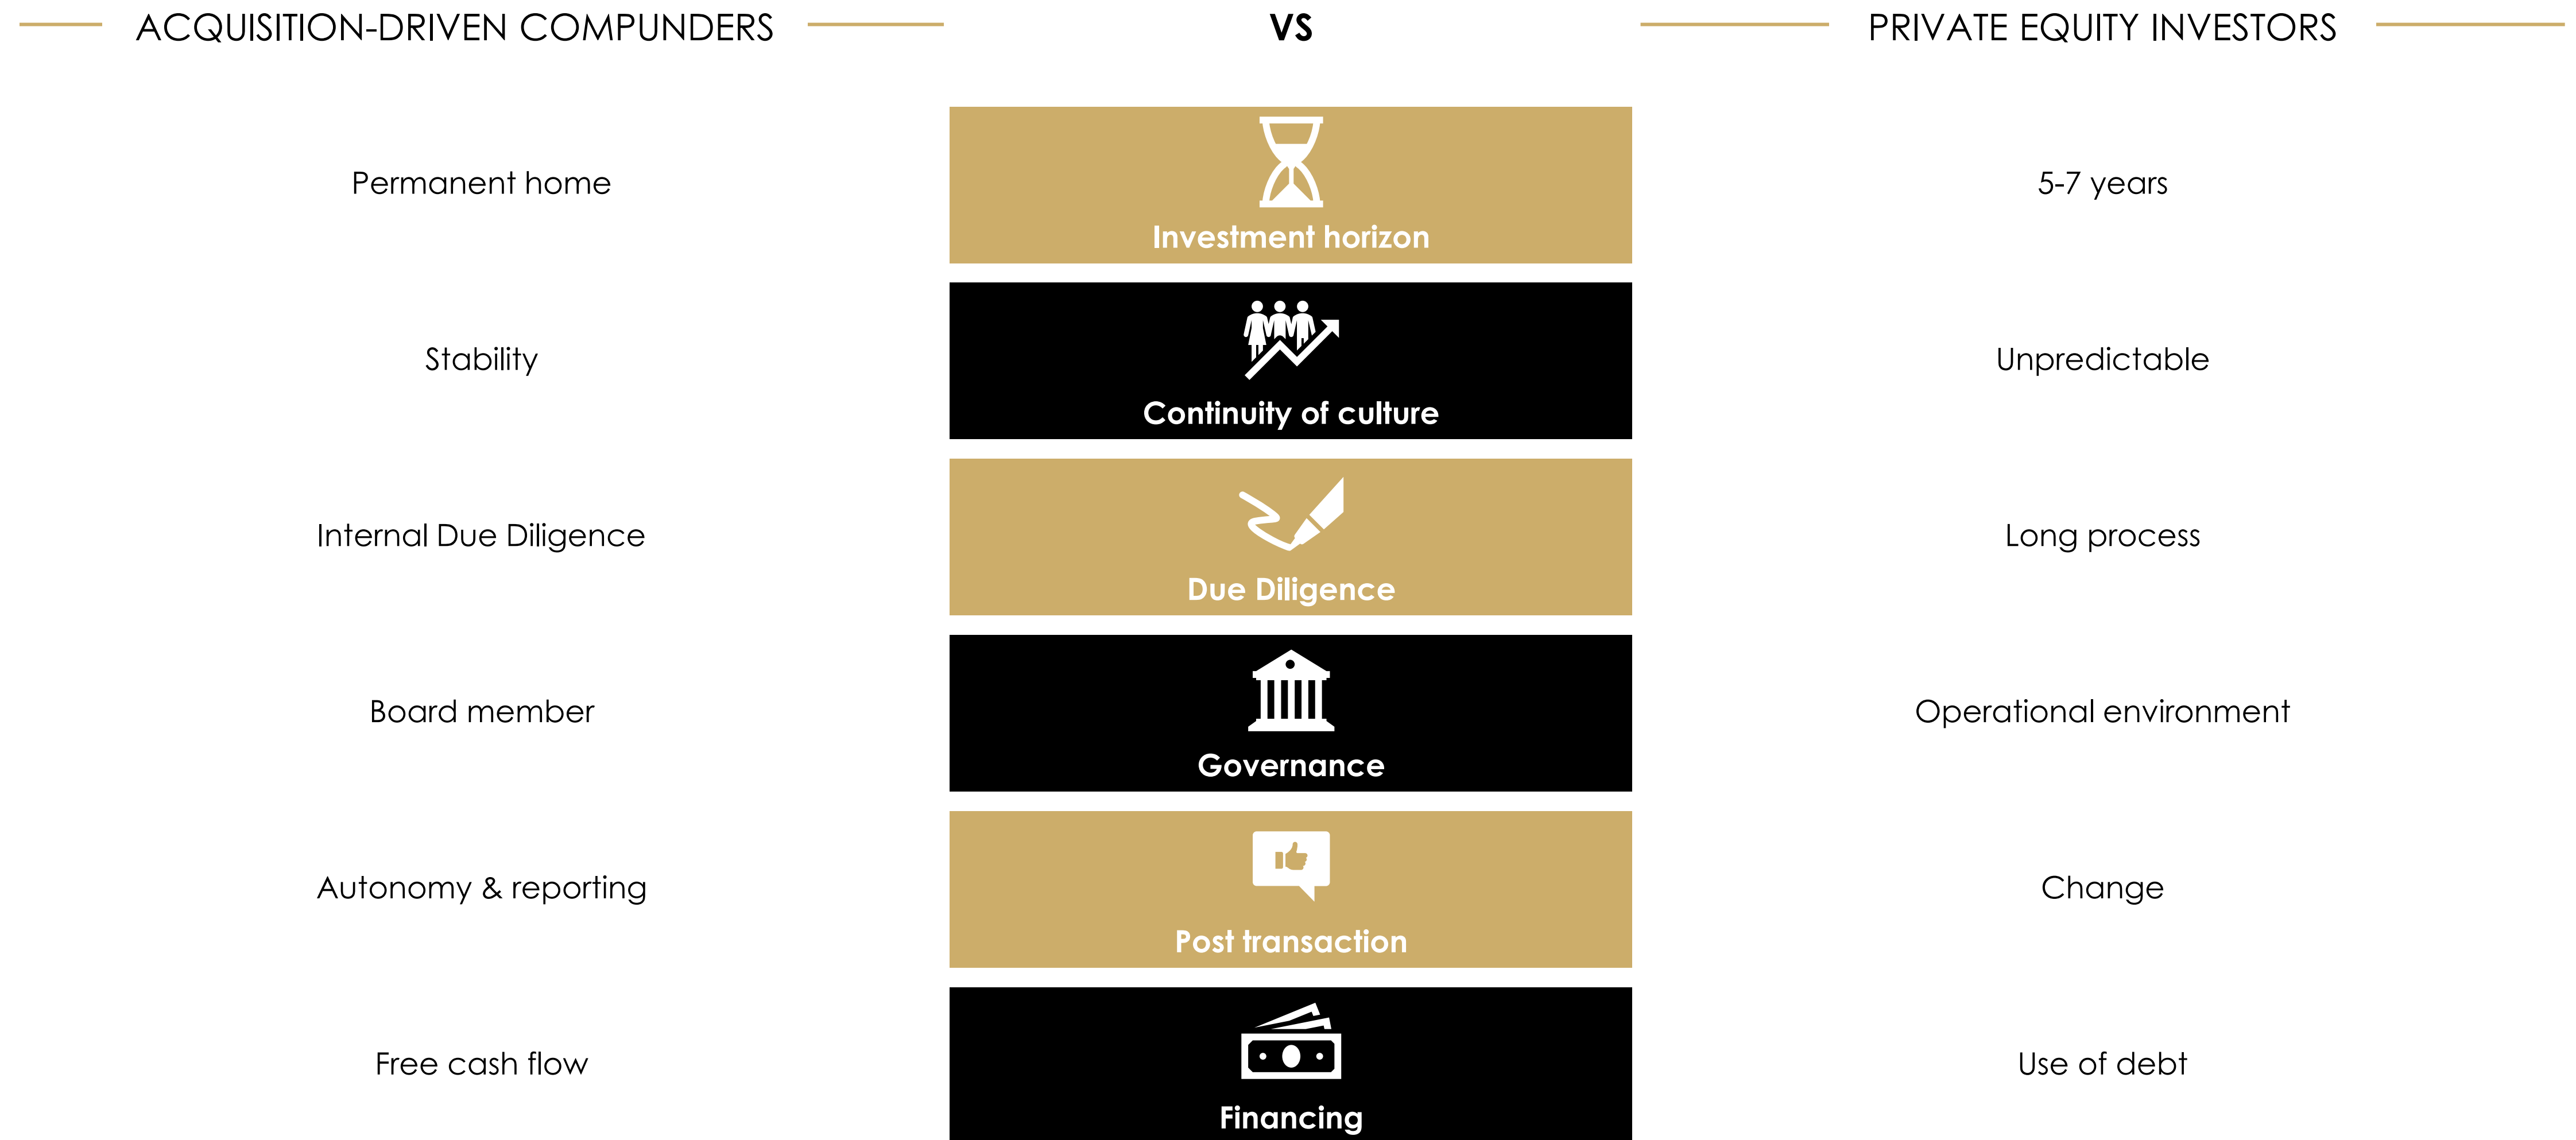 ACQUISITION-DRIVEN COMPUNDERS
VS
PRIVATE EQUITY INVESTORS
Permanent home
Investment horizon
5-7 years
Stability
Continuity of culture
Unpredictable
Internal Due Diligence
Due Diligence
Long process
Board member
Governance
Operational environment
Autonomy & reporting
Post transaction
Change
Free cash flow
Financing
Use of debt